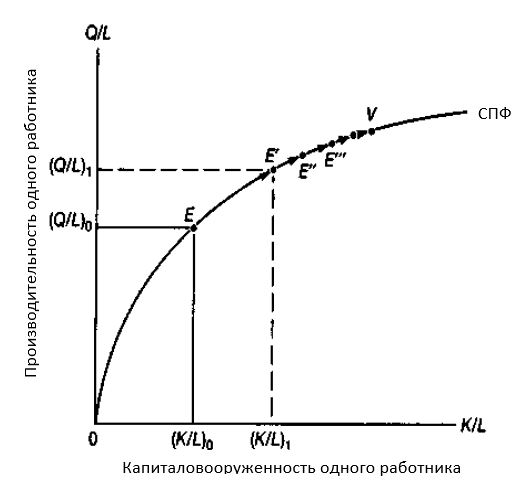 Q/L
Производительность одного работника
СПФ
V
E'
E''
E'''
(Q/L)₁
(Q/L)₀
E
0
(K/L)₀
(K/L)₁
K/L
Капиталовооруженность одного работника